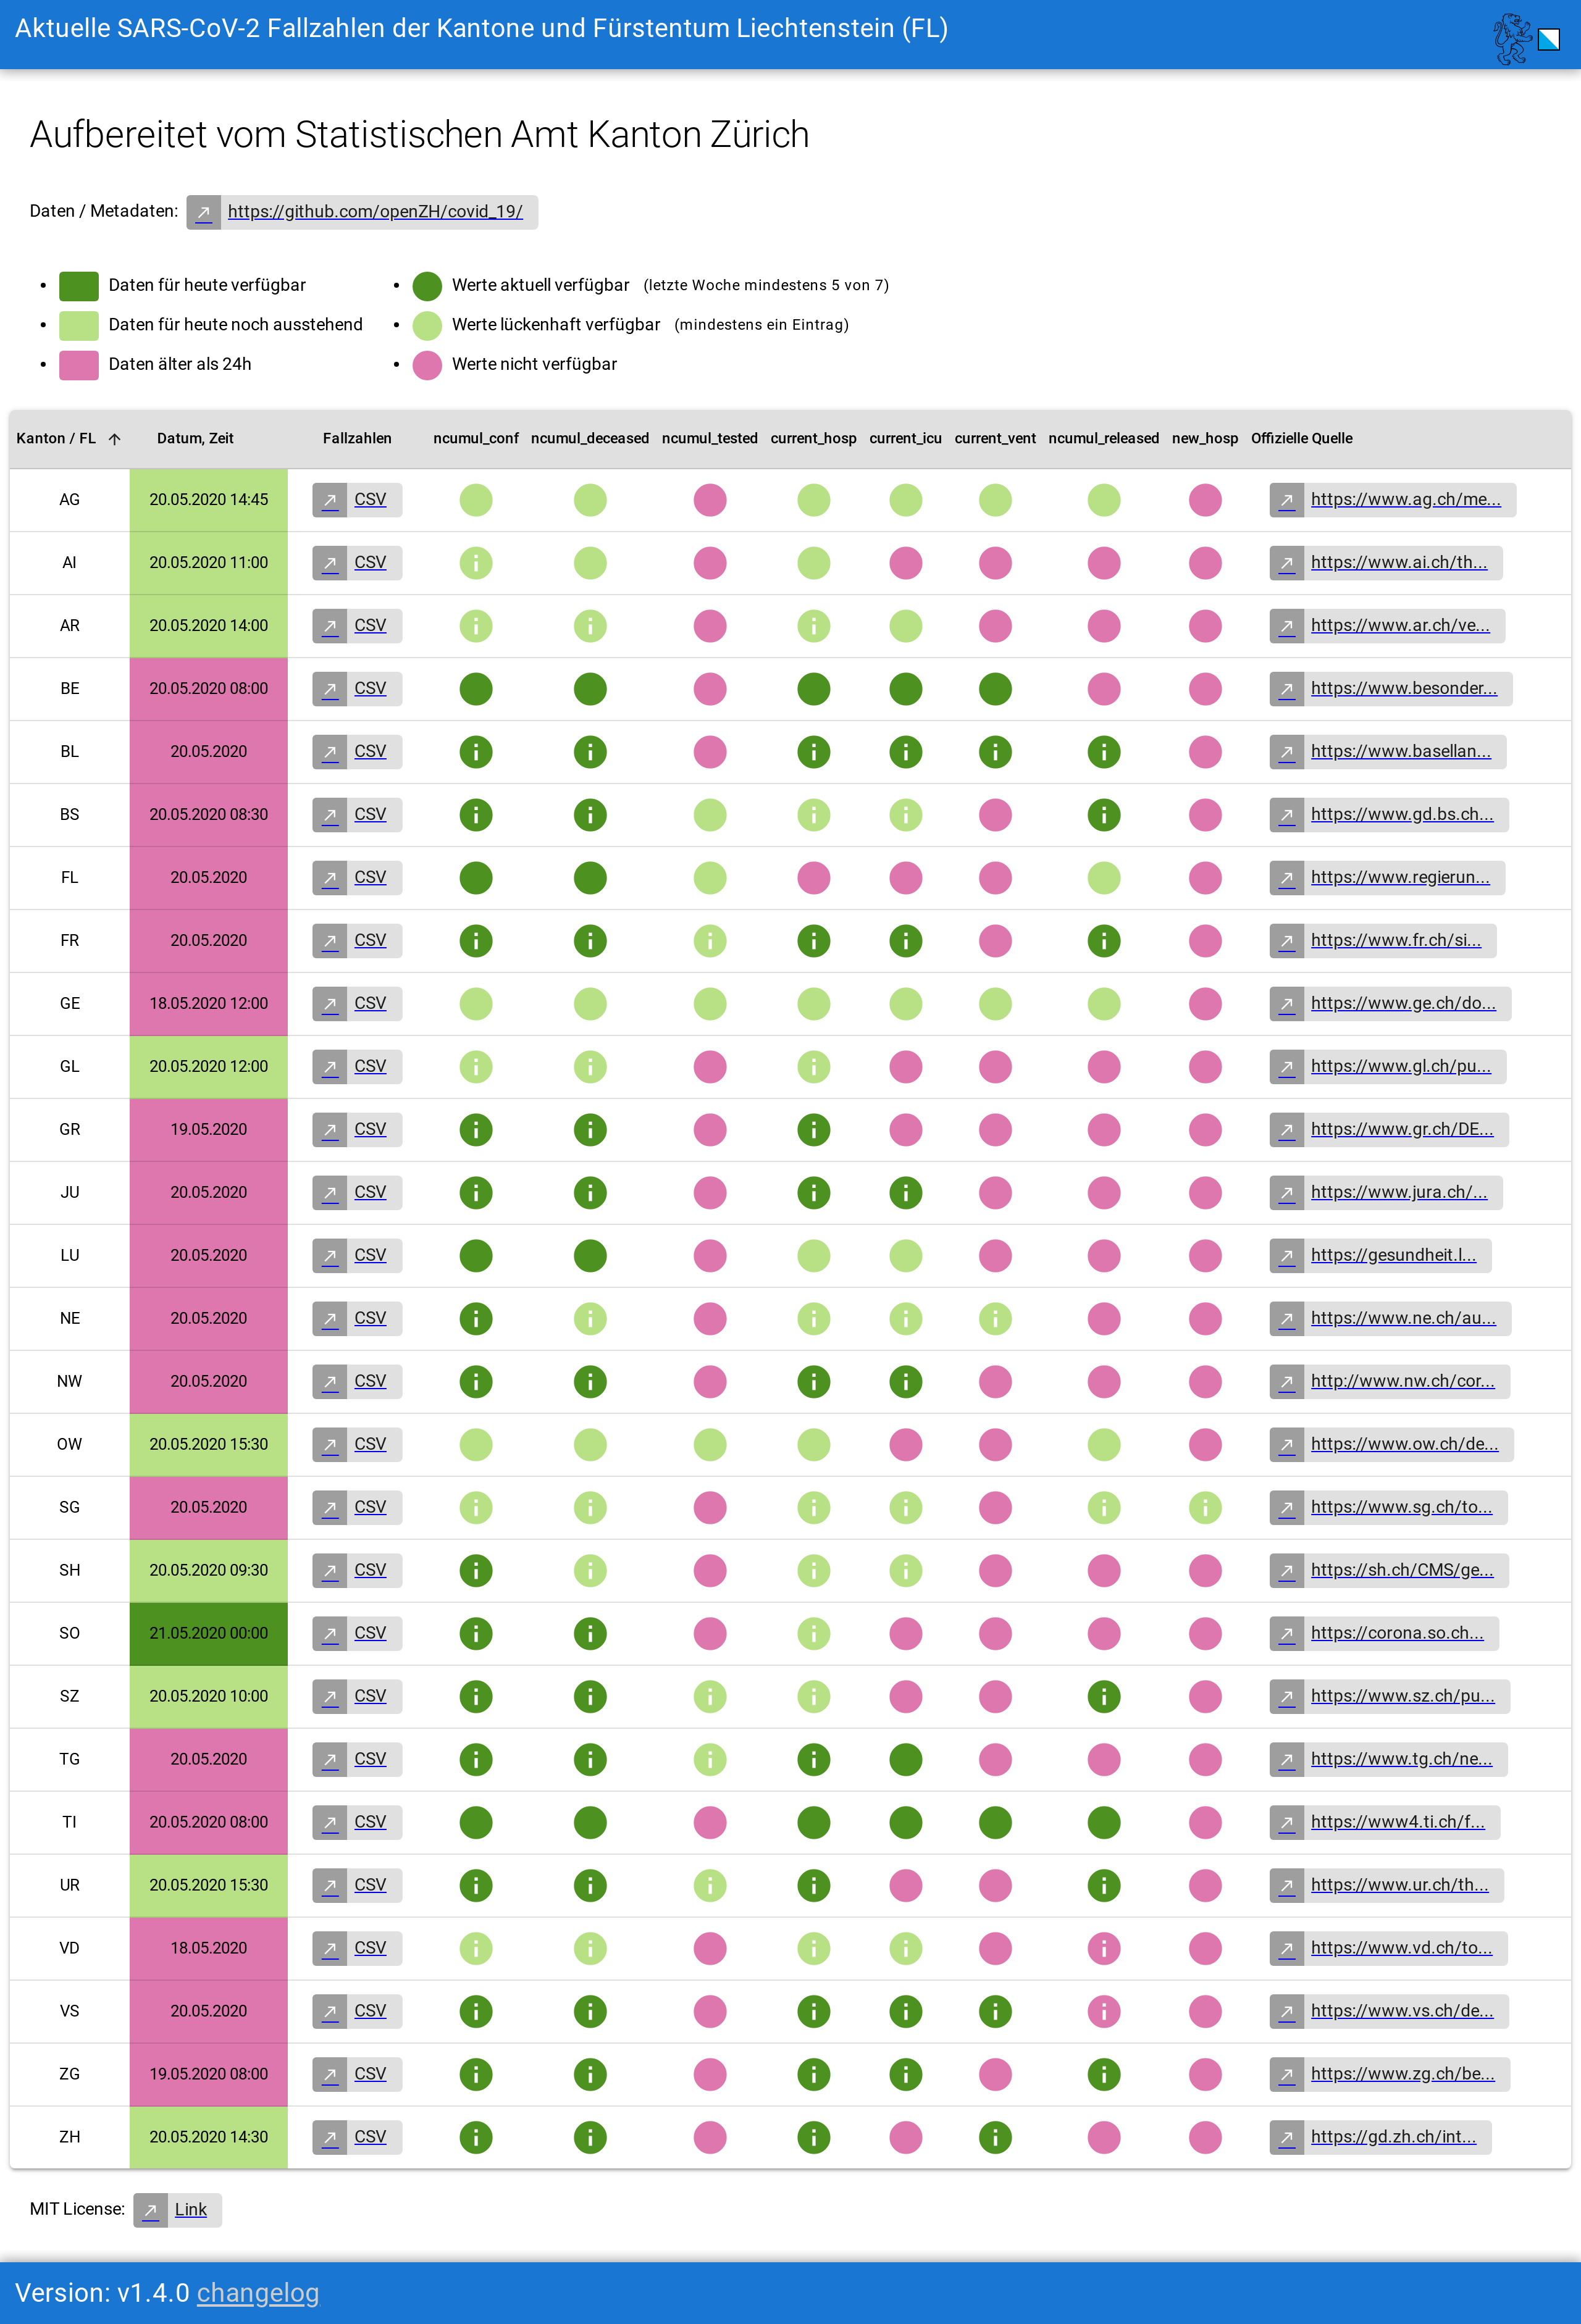 Aktuelle SARS-CoV-2 Fallzahlen der Kantone und Fürstentum Liechtenstein (FL)
Aufbereitet vom Statistischen Amt Kanton Zürich
Daten / Metadaten: https://github.com/openZH/covid_19/
Daten für heute verfügbar
Daten für heute noch ausstehend
Daten älter als 24h
Werte aktuell verfügbar (letzte Woche mindestens 5 von 7)
Werte lückenhaft verfügbar (mindestens ein Eintrag)
Werte nicht verfügbar
Kanton / FL Datum, Zeit Fallzahlen ncumul_conf ncumul_deceased ncumul_tested current_hosp current_icu current_vent ncumul_released new_hosp Offizielle Quelle
AG 20.05.2020 14:45 CSV https://www.ag.ch/me...
AI 20.05.2020 11:00 CSV https://www.ai.ch/th...
AR 20.05.2020 14:00 CSV https://www.ar.ch/ve...
BE 20.05.2020 08:00 CSV https://www.besonder...
BL 20.05.2020 CSV https://www.basellan...
BS 20.05.2020 08:30 CSV https://www.gd.bs.ch...
FL 20.05.2020 CSV https://www.regierun...
FR 20.05.2020 CSV https://www.fr.ch/si...
GE 18.05.2020 12:00 CSV https://www.ge.ch/do...
GL 20.05.2020 12:00 CSV https://www.gl.ch/pu...
GR 19.05.2020 CSV https://www.gr.ch/DE...
JU 20.05.2020 CSV https://www.jura.ch/...
LU 20.05.2020 CSV https://gesundheit.l...
NE 20.05.2020 CSV https://www.ne.ch/au...
NW 20.05.2020 CSV http://www.nw.ch/cor...
OW 20.05.2020 15:30 CSV https://www.ow.ch/de...
SG 20.05.2020 CSV https://www.sg.ch/to...
SH 20.05.2020 09:30 CSV https://sh.ch/CMS/ge...
SO 21.05.2020 00:00 CSV https://corona.so.ch...
SZ 20.05.2020 10:00 CSV https://www.sz.ch/pu...
TG 20.05.2020 CSV https://www.tg.ch/ne...
TI 20.05.2020 08:00 CSV https://www4.ti.ch/f...
UR 20.05.2020 15:30 CSV https://www.ur.ch/th...
VD 18.05.2020 CSV https://www.vd.ch/to...
VS 20.05.2020 CSV https://www.vs.ch/de...
ZG 19.05.2020 08:00 CSV https://www.zg.ch/be...
ZH 20.05.2020 14:30 CSV https://gd.zh.ch/int...
MIT License: Link
Version: v1.4.0 changelog